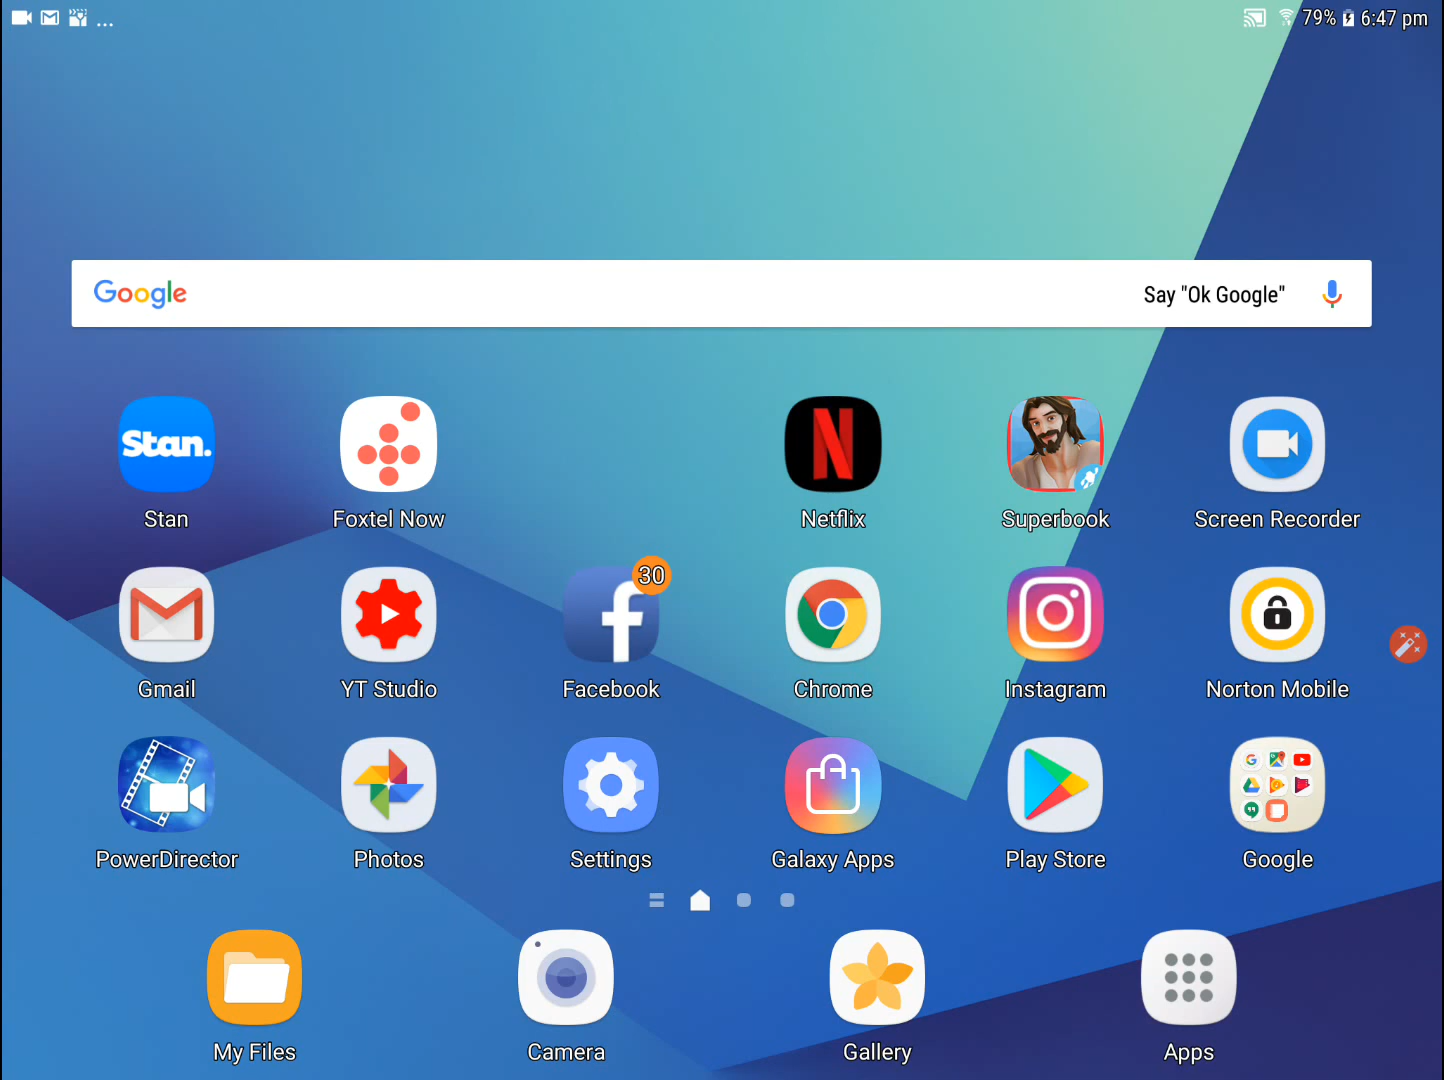 ... 79% 6:47 pm
Google Say "Ok Google"
Stan.
Stan Foxtel Now Netflix Superbook Screen Recorder
30
Gmail YT Studio Facebook Chrome Instagram Norton Mobile
PowerDirector Photos Settings Galaxy Apps Play Store Google
My Files Camera Gallery Apps